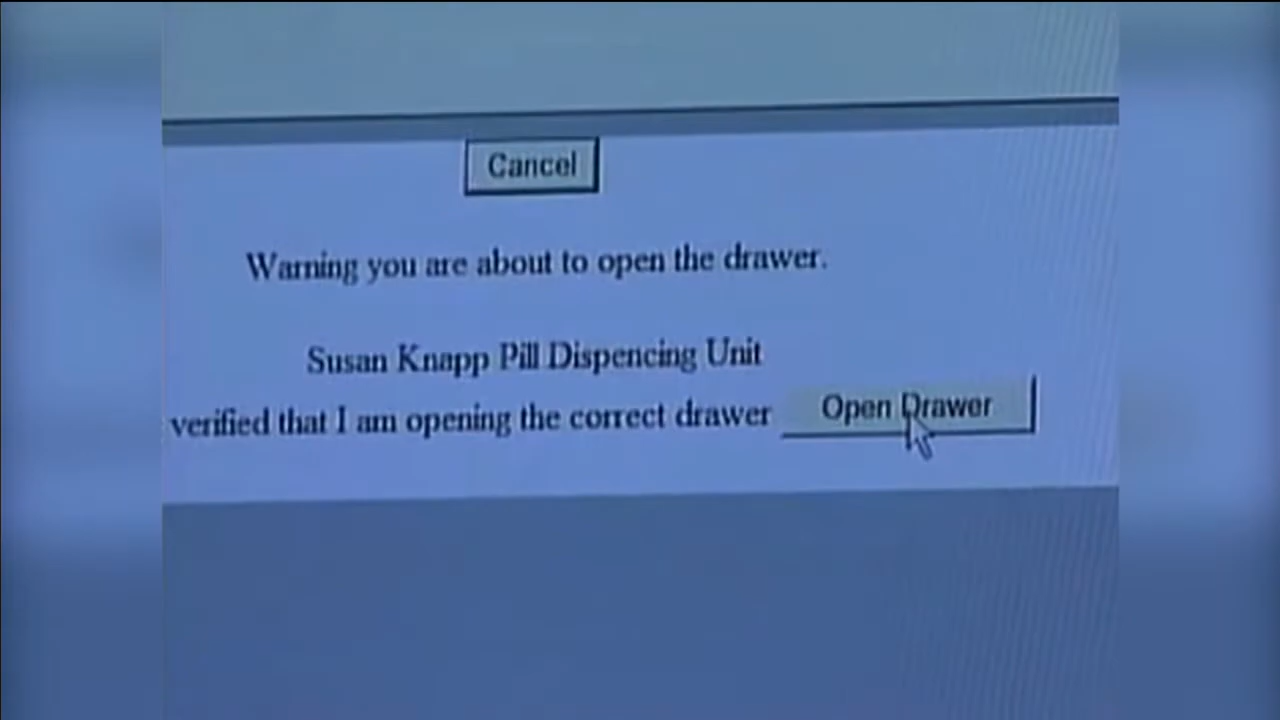 Cancel
Warning you are about to open the drawer.
Susan Knapp Pill Dispencing Unit
verified that I am opening the correct drawer Open Drawer